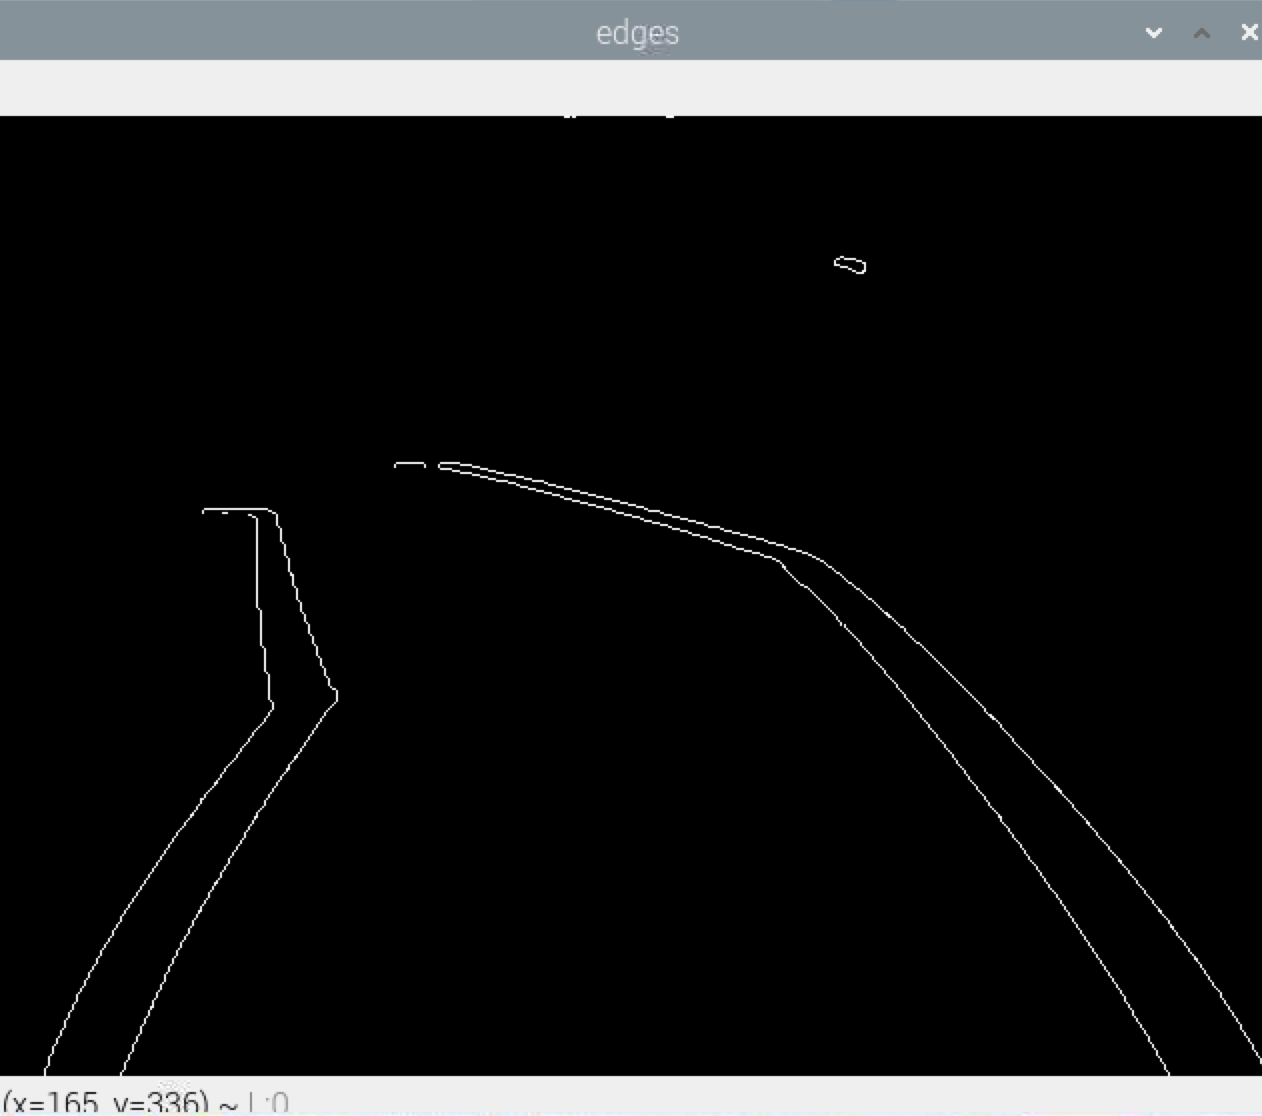 edges
(x=165, y=336) ~ L:0